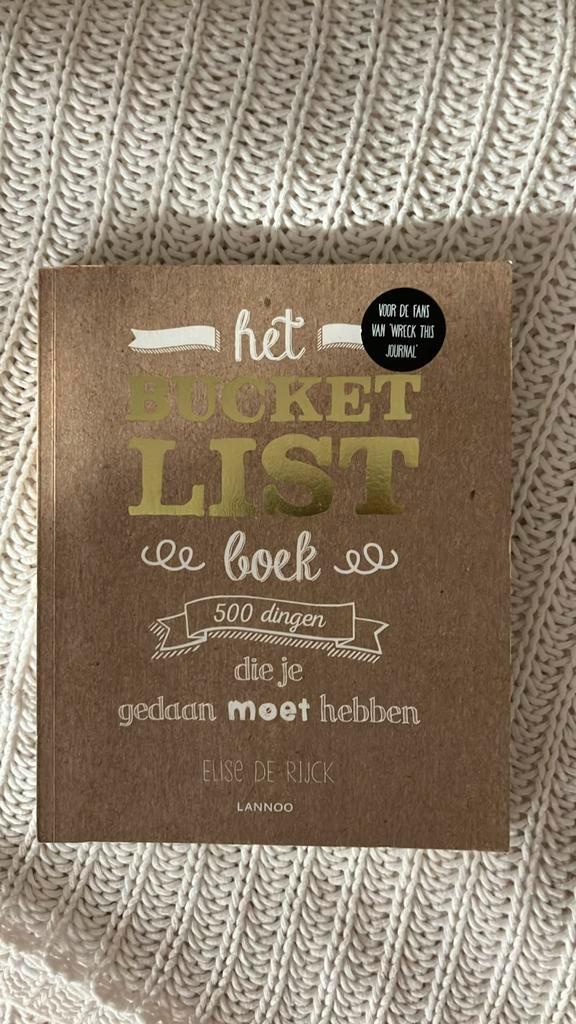 het
BUCKET
LIST
boek
500 dingen
die je
gedaan moet hebben
ELISE DE RIJCK
LANNOO
VOOR DE FANS
VAN 'WRECK THIS
JOURNAL'